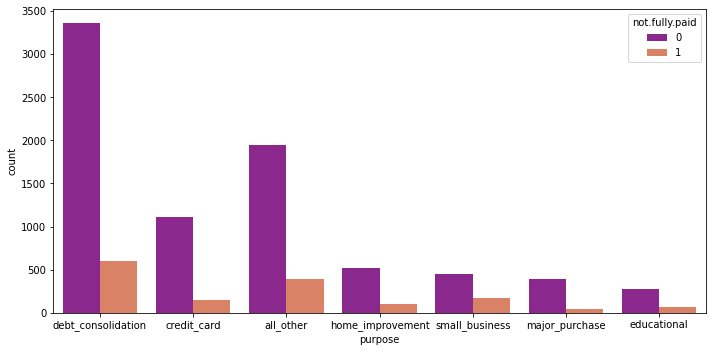 3500
3000
2500
2000
1500
1000
500
0
count
not.fully.paid
0
1
debt_consolidation credit_card all_other home_improvement small_business major_purchase educational
purpose